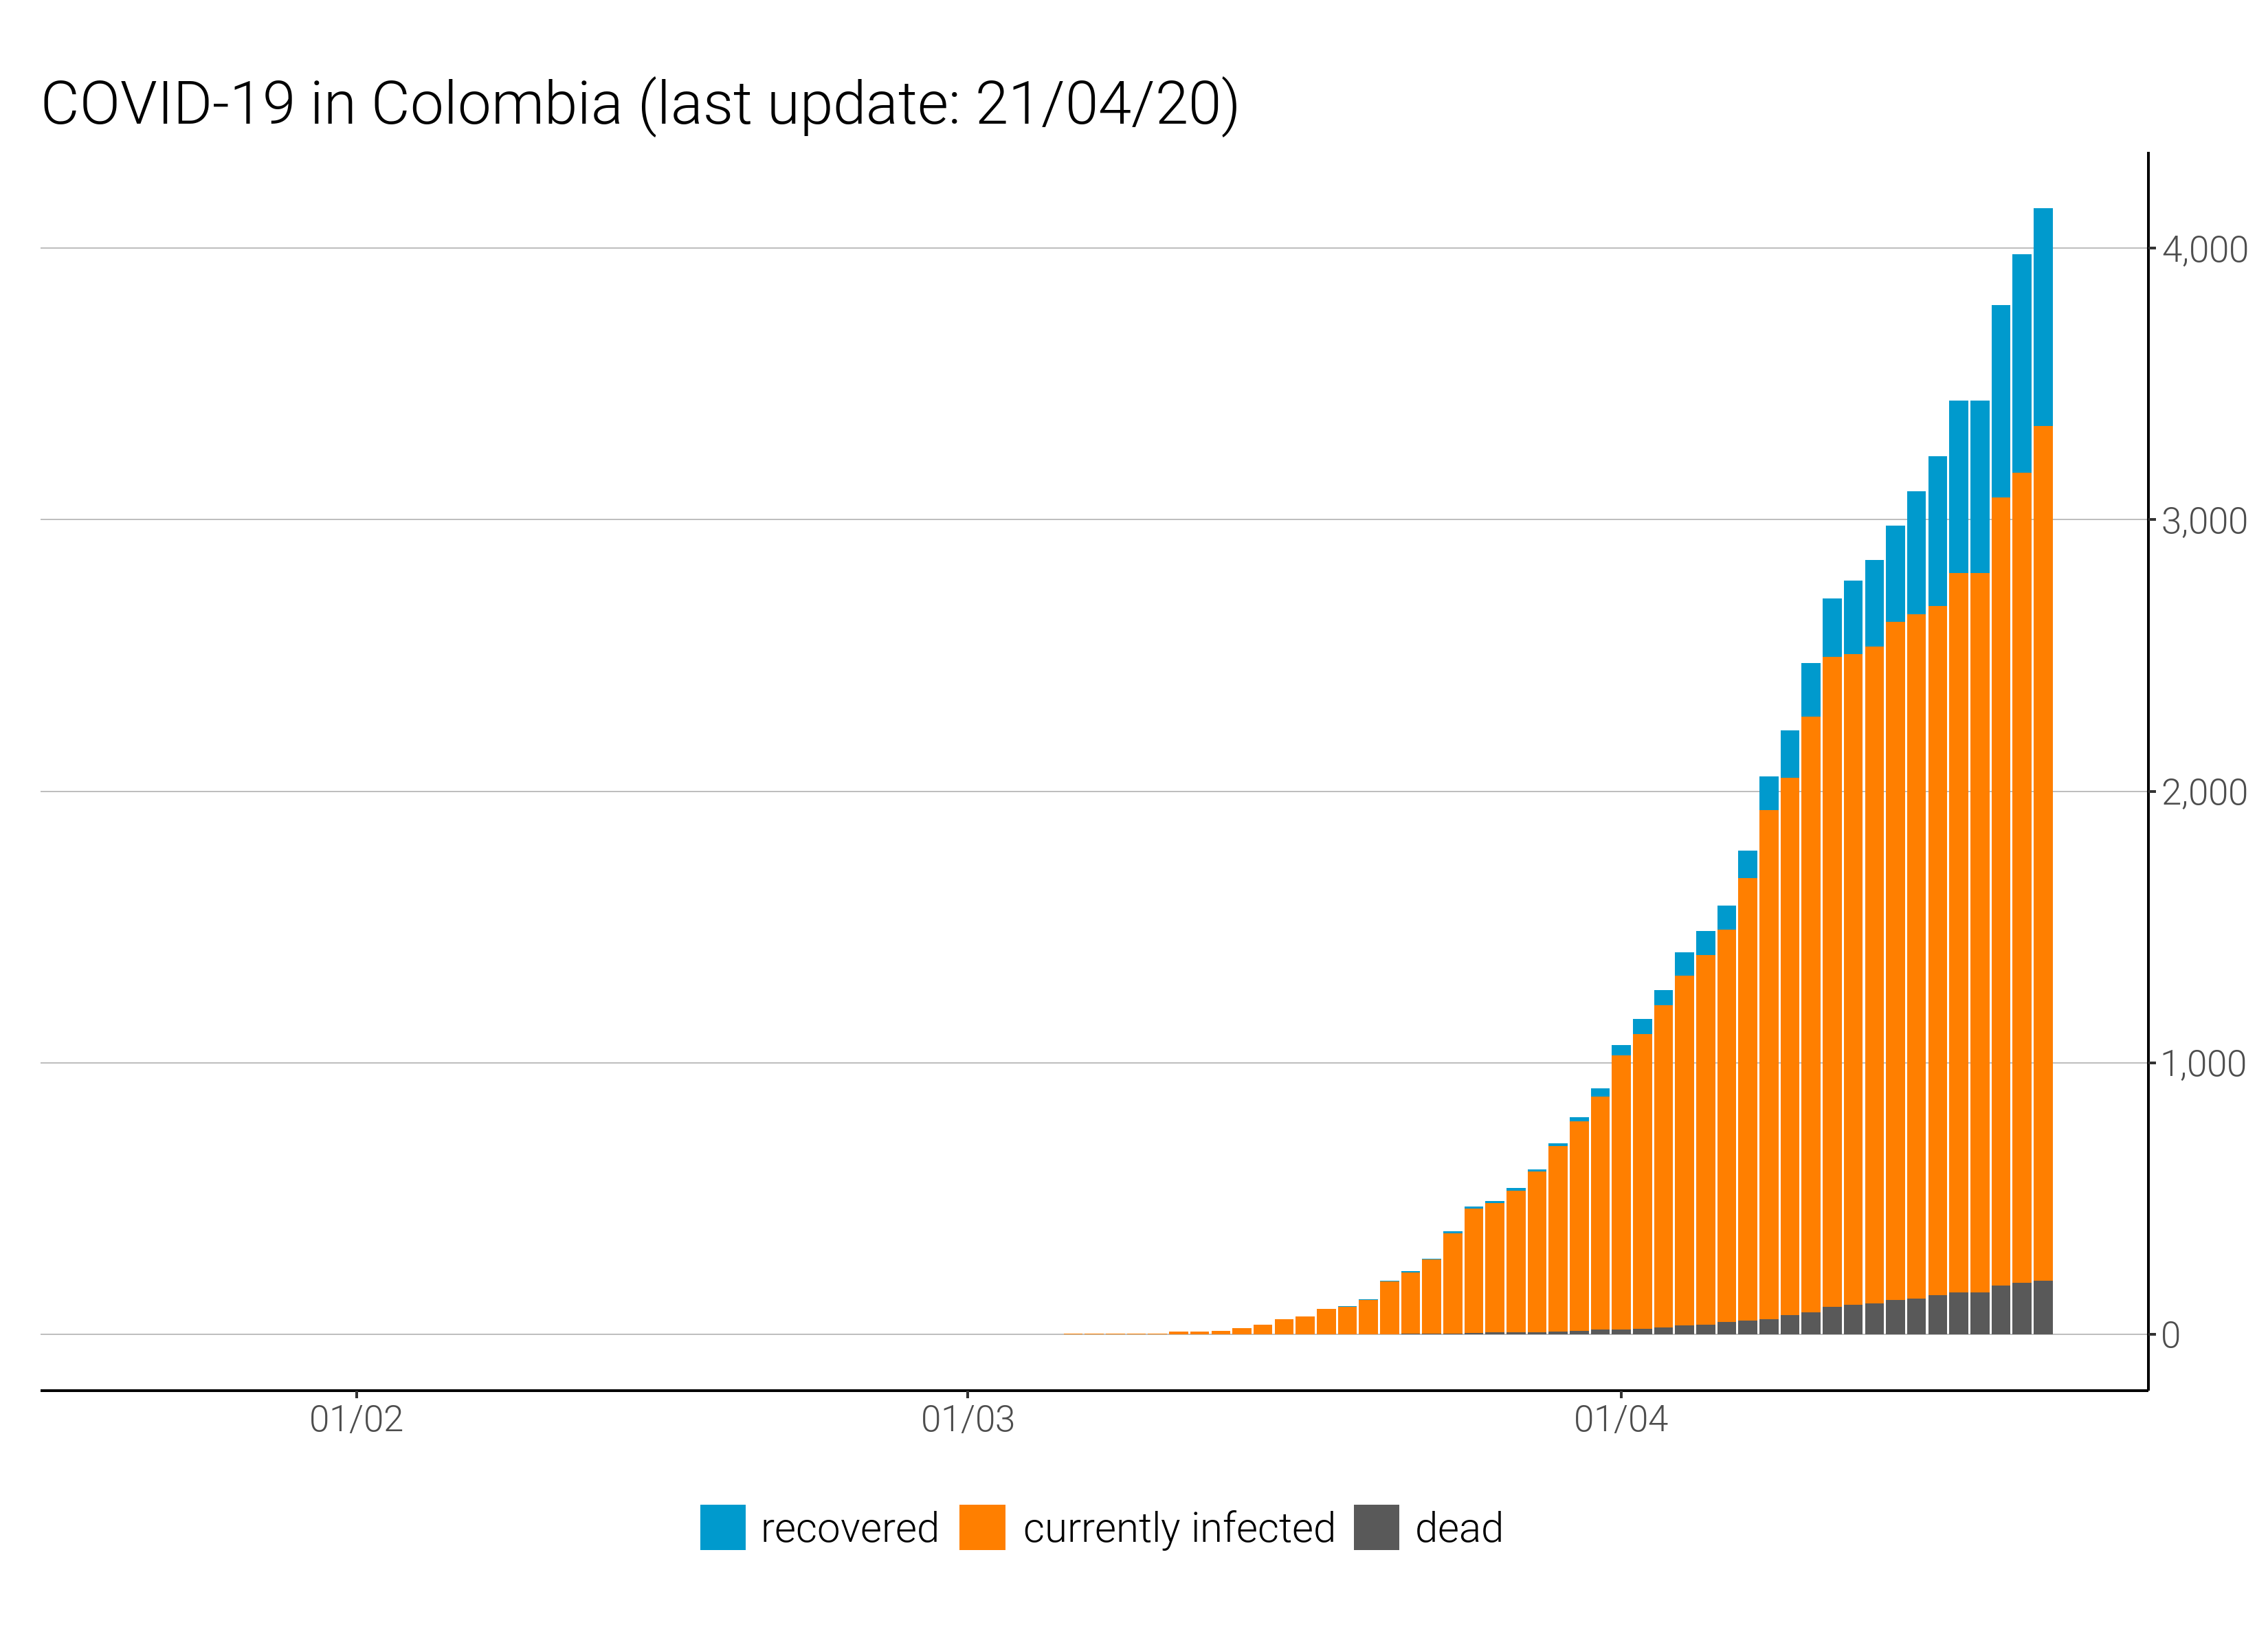 COVID-19 in Colombia (last update: 21/04/20)
4,000
3,000
2,000
1,000
0
01/02 01/03 01/04
recovered currently infected dead